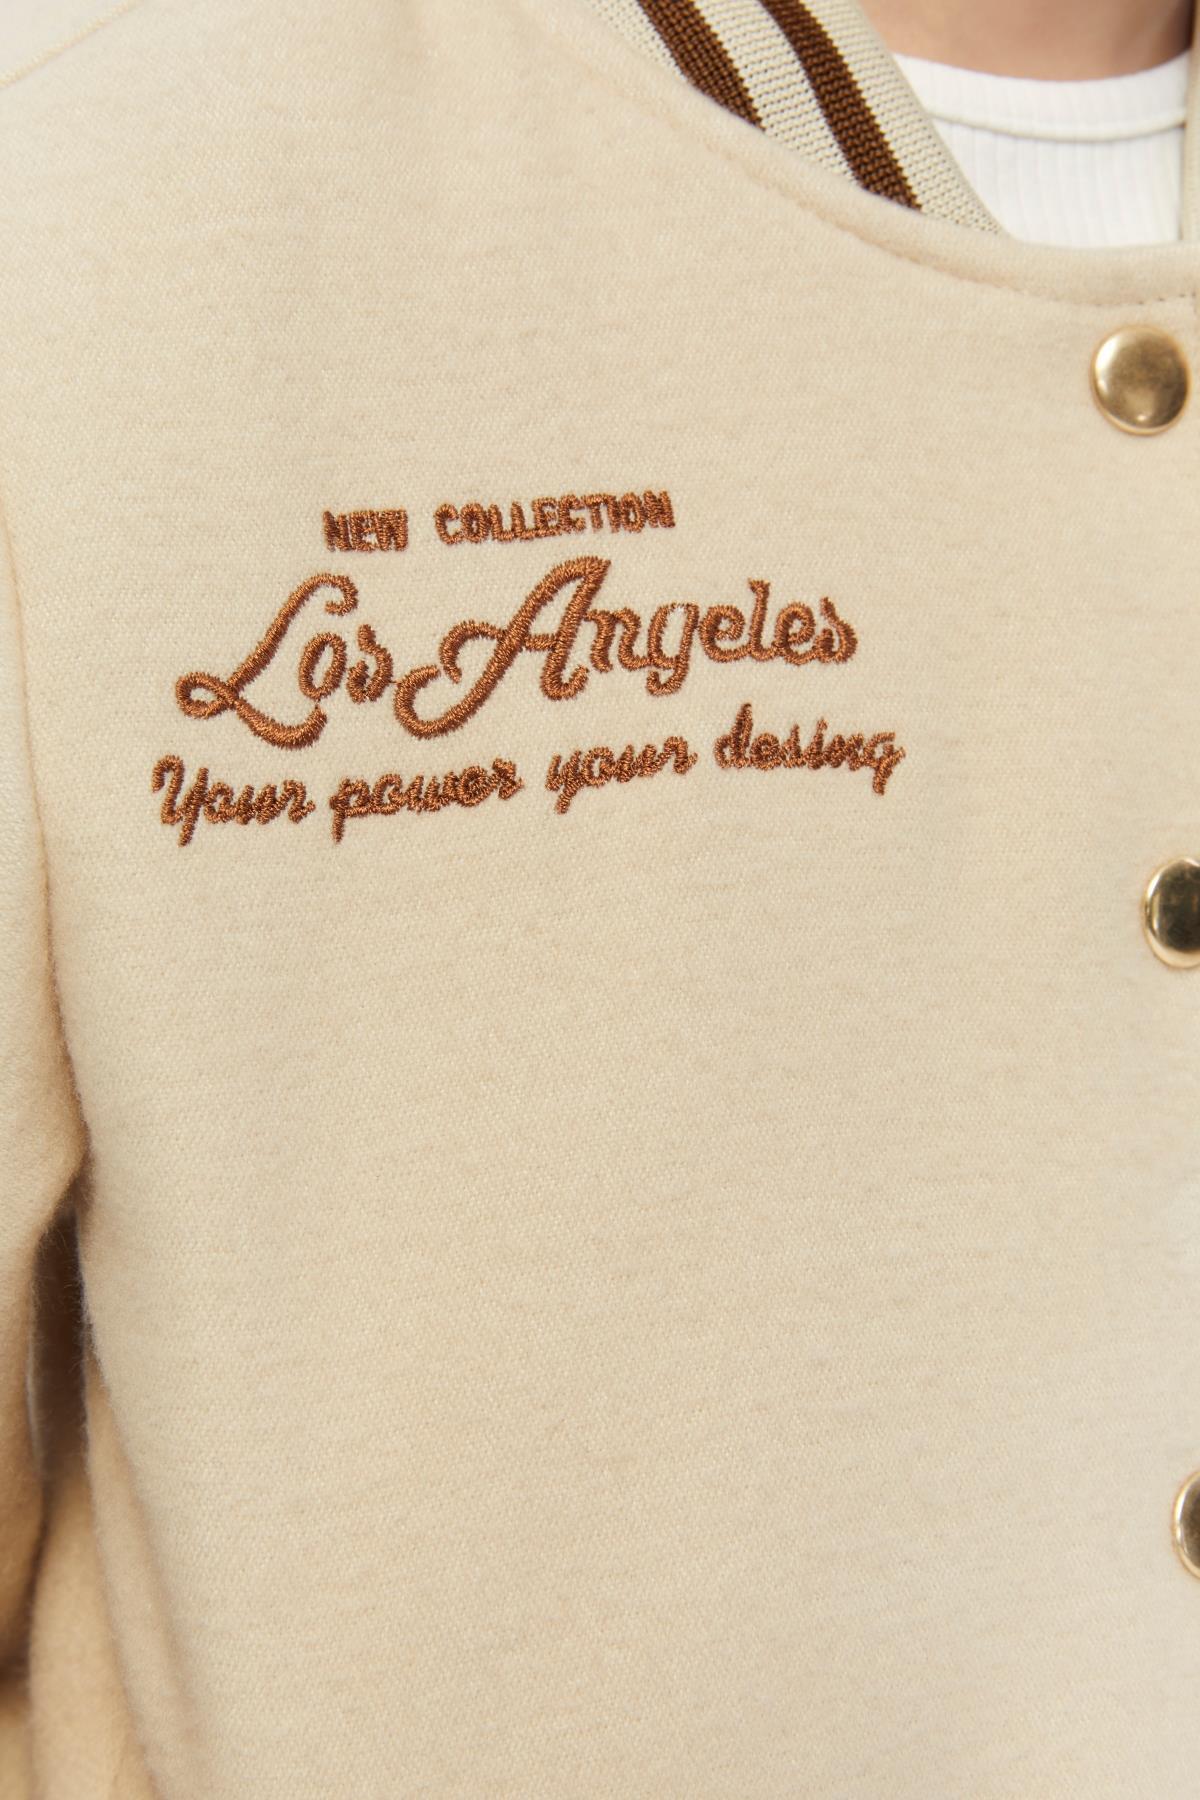 NEW COLLECTION
Los Angeles
Your power your desing